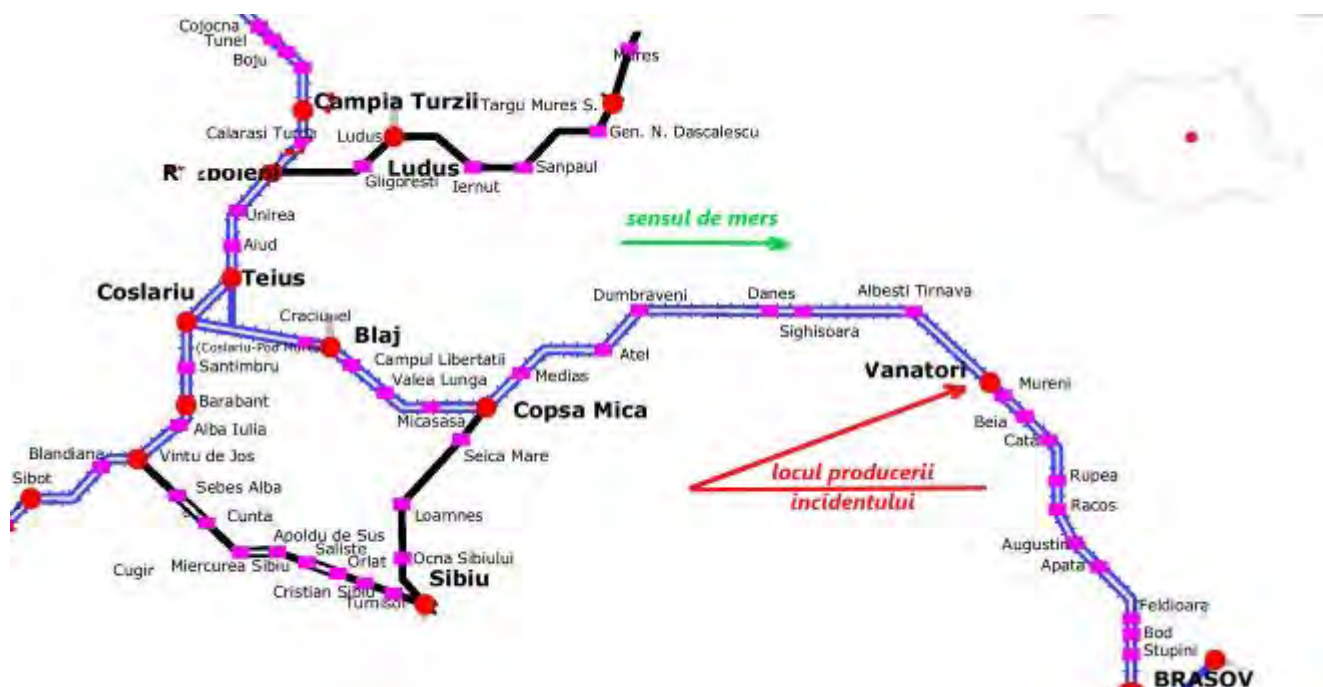 Cojocna
Tunel
Boju
Campia Turzii
Calarasi Turda
Unirea
Aiud
Teius
Coslariu
Ludus
Ludus
Gligoresti
Iernut
Sanpaul
Gen. N. Dascalescu
Targu Mures S.
Mures
sensul de mers
Blaj
Campul Libertatii
Valea Lunga
Micasasa
Copsa Mica
Medias
Atel
Dumbraveni
Danes
Sighisoara
Albesti Tirnava
Vanatori
Mureni
Beia
Cata
Rupea
Racos
Augustin
Apata
Feldioara
Bod
Stupini
BRASOV
locul producerii
incidentului
Santimbru
Barabant
Alba Iulia
Vintu de Jos
Blandiana
Sibot
Sebes Alba
Cunta
Apoldu de Sus
Saliste
Orlat
Miercurea Sibiu
Cristian Sibiu
Cugir
Seica Mare
Loamnes
Ocna Sibiului
Sibiu